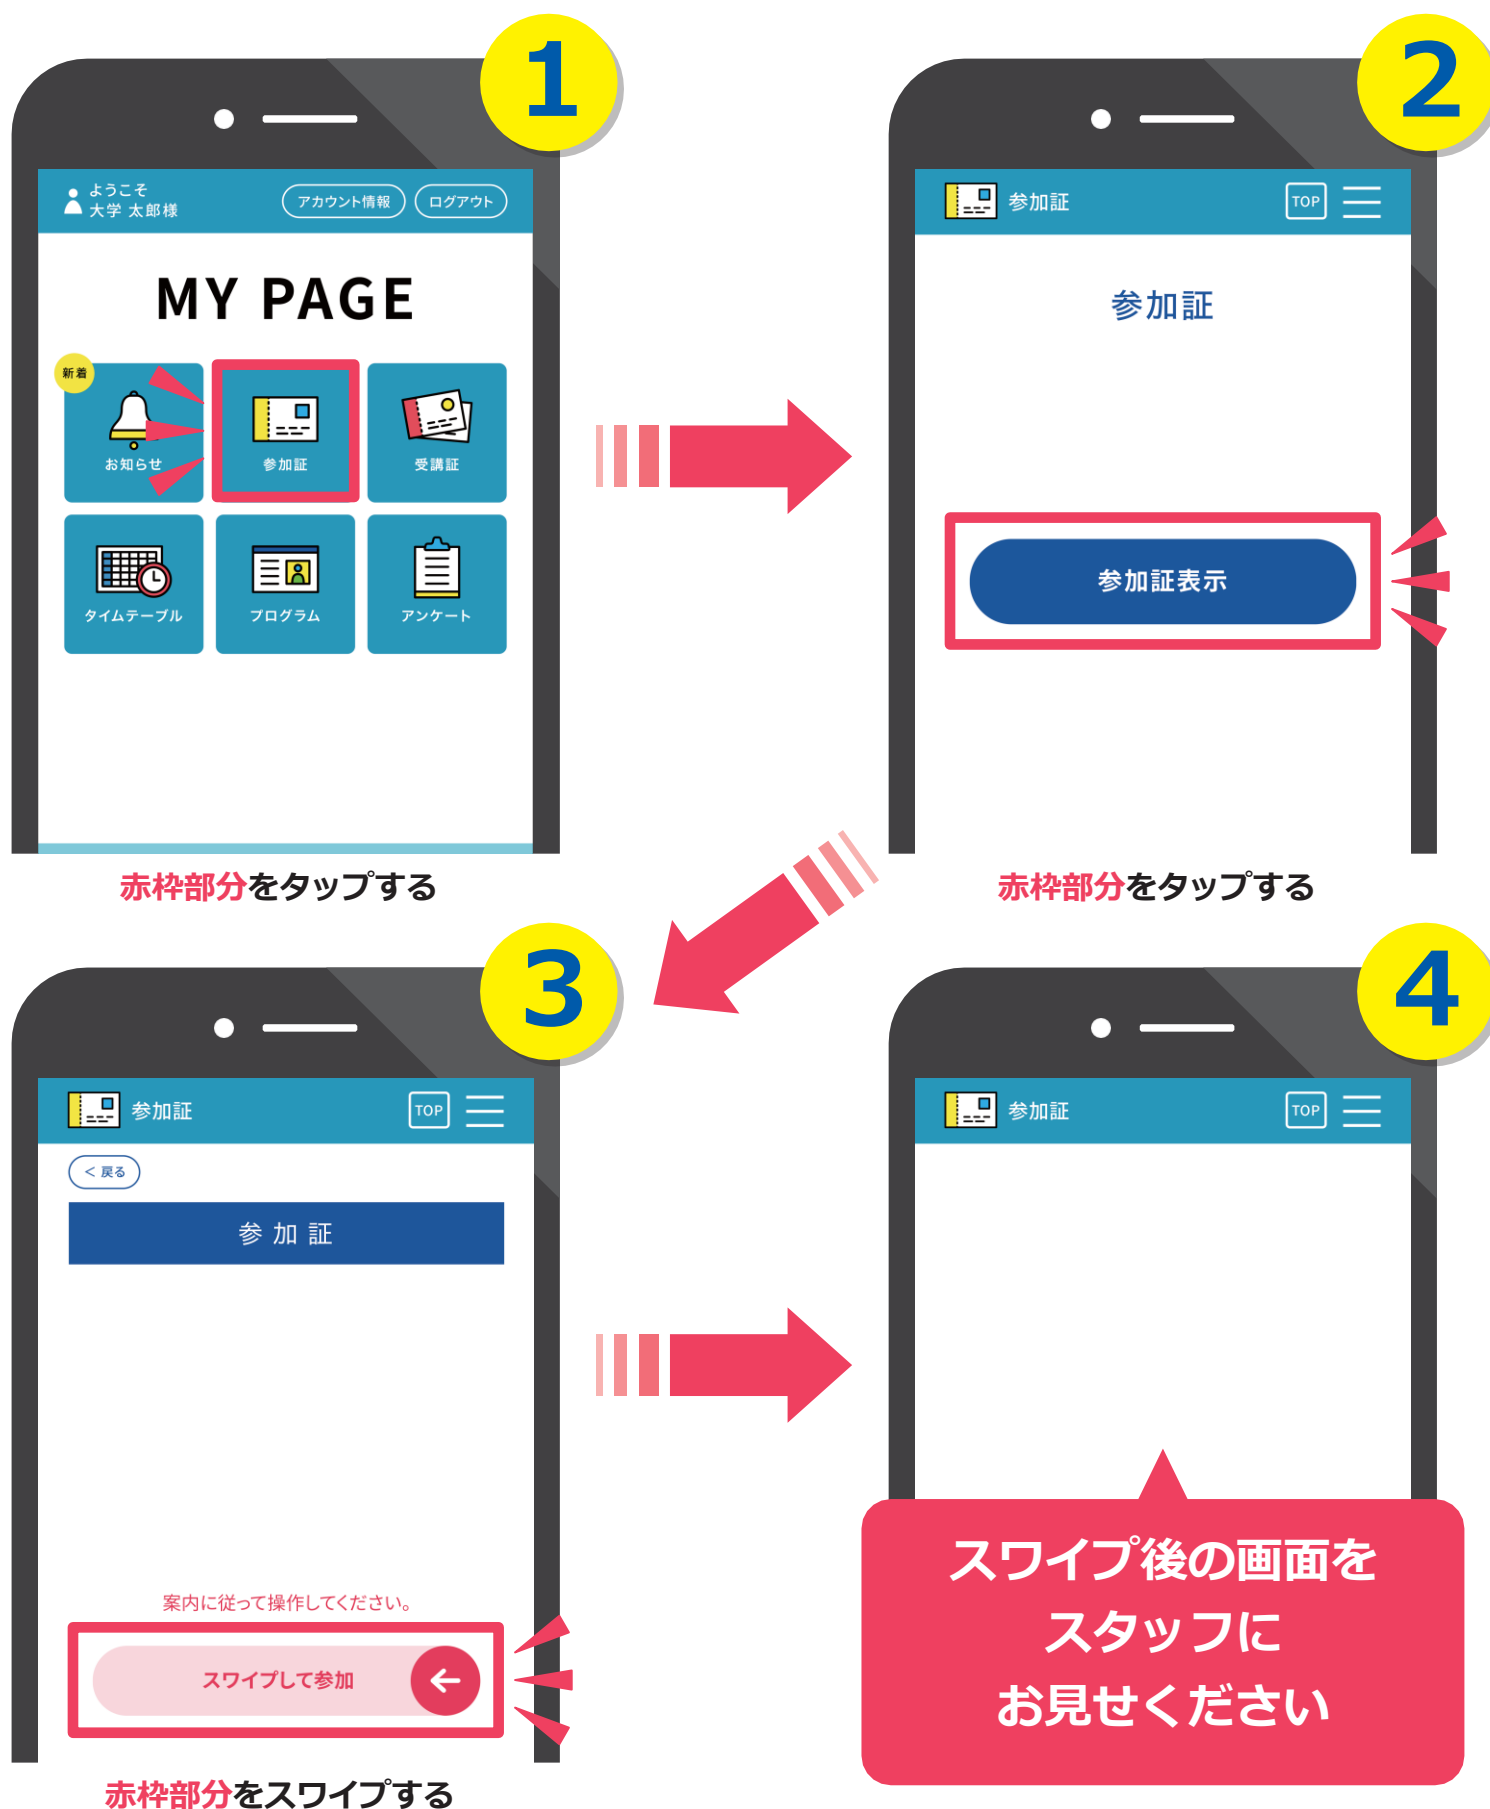 1
ようこそ
大学 太郎様
アカウント情報
ログアウト
MY PAGE
新着
お知らせ
参加証
受講証
タイムテーブル
プログラム
アンケート
赤枠部分をタップする
2
参加証
TOP
参加証
参加証表示
赤枠部分をタップする
3
参加証
TOP
< 戻る
参加証
案内に従って操作してください。
スワイプして参加
赤枠部分をスワイプする
4
参加証
TOP
スワイプ後の画面を
スタッフに
お見せください